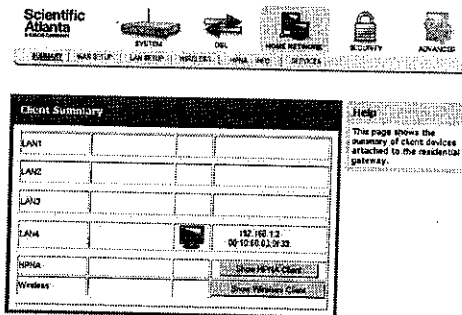 Scientific
Atlanta
SYSTEM
DSL
HOME NETWORK
SECURITY
ADVANCED
SUMMARY
WAN SETUP
LAN SETUP
WIRELESS
HPNA
INFO
SERVICES
Client Summary
LAN1
LAN2
LAN3
LAN4
192.168.1.2
HPNA
Show HPNA Client
Wireless
Show Wireless Client
Help
This page shows the
summary of client devices
attached to the residential
gateway.